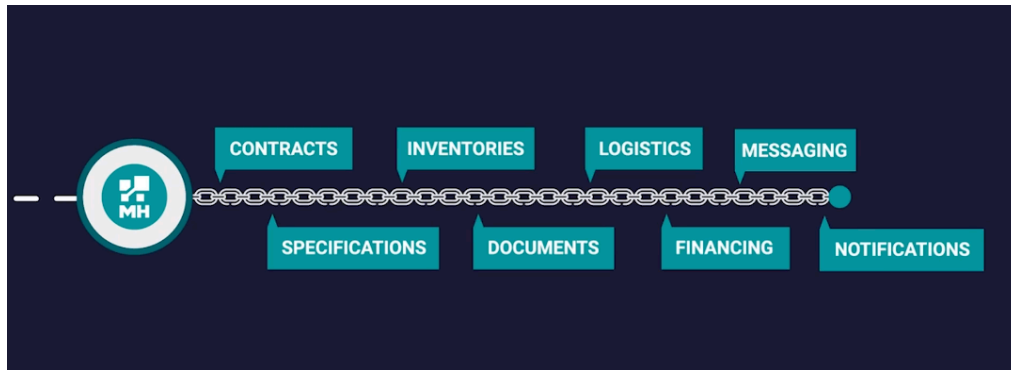 MH
CONTRACTS
SPECIFICATIONS
INVENTORIES
DOCUMENTS
LOGISTICS
FINANCING
MESSAGING
NOTIFICATIONS